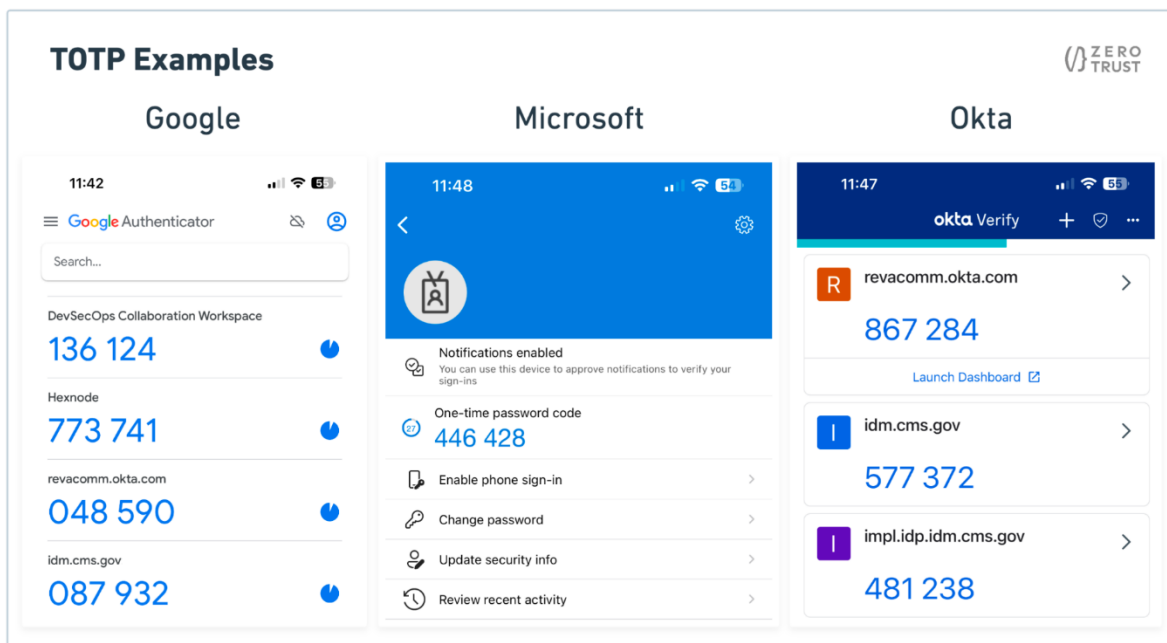 TOTP Examples
ZERO
TRUST
Google
Microsoft
Okta
11:42
55
Google Authenticator
Search...
DevSecOps Collaboration Workspace
136 124
Hexnode
773 741
revacomm.okta.com
048 590
idm.cms.gov
087 932
11:48
54
Notifications enabled
You can use this device to approve notifications to verify your
sign-ins
One-time password code
27
446 428
Enable phone sign-in
Change password
Update security info
Review recent activity
11:47
55
okta Verify
R
revacomm.okta.com
867 284
Launch Dashboard
I
idm.cms.gov
577 372
I
impl.idp.idm.cms.gov
481 238